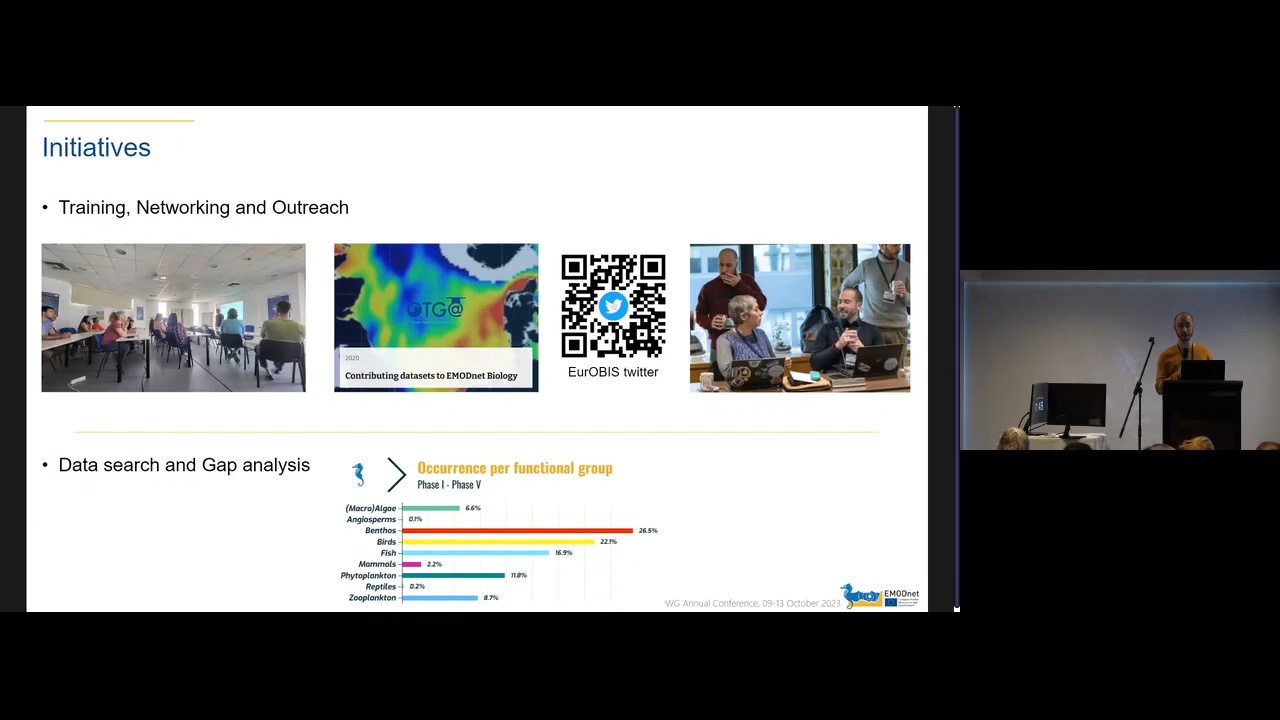 Initiatives
• Training, Networking and Outreach
OTG@
2020
Contributing datasets to EMODnet Biology
EurOBIS twitter
• Data search and Gap analysis
Occurrence per functional group
Phase I - Phase V
(Macro)Algae 6.6%
Angiosperms 0.1%
Benthos 26.5%
Birds 22.1%
Fish 16.9%
Mammals 2.2%
Phytoplankton 11.8%
Reptiles 0.2%
Zooplankton 8.7%
WG Annual Conference, 09-13 October 2023
EMODnet